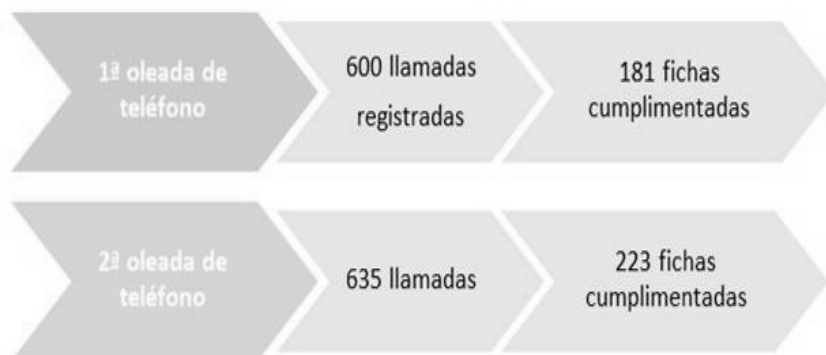 1ª oleada de
teléfono
600 llamadas
registradas
181 fichas
cumplimentadas
2ª oleada de
teléfono
635 llamadas
223 fichas
cumplimentadas